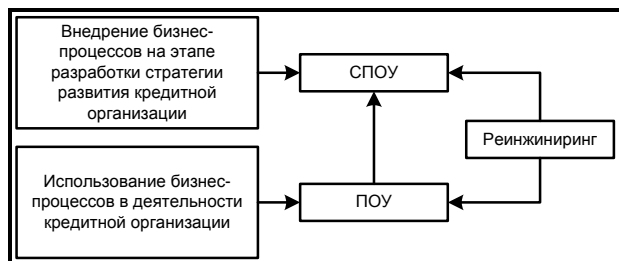 Внедрение бизнес-
процессов на этапе
разработки стратегии
развития кредитной
организации
СПОУ
Реинжиниринг
Использование бизнес-
процессов в деятельности
кредитной организации
ПОУ